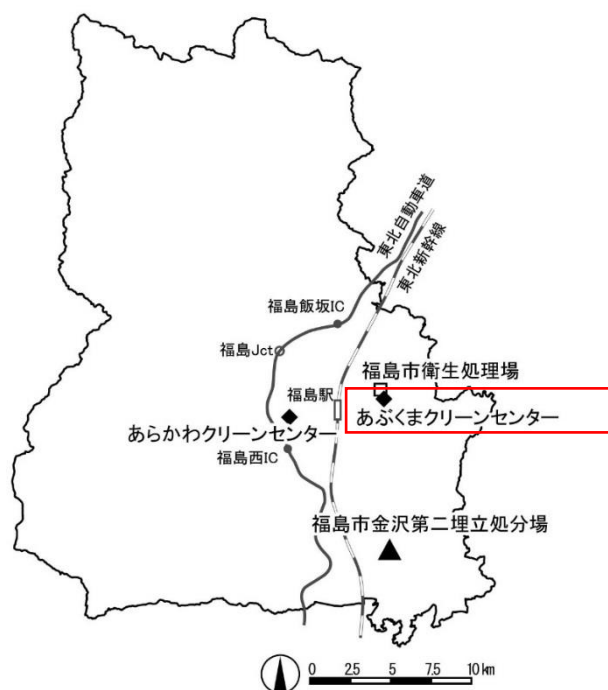 東北自動車道
東北新幹線
福島飯坂IC
福島Jct
福島市衛生処理場
福島駅
あぶくまクリーンセンター
あらかわクリーンセンター
福島西IC
福島市金沢第二埋立処分場
0 2.5 5 7.5 10km